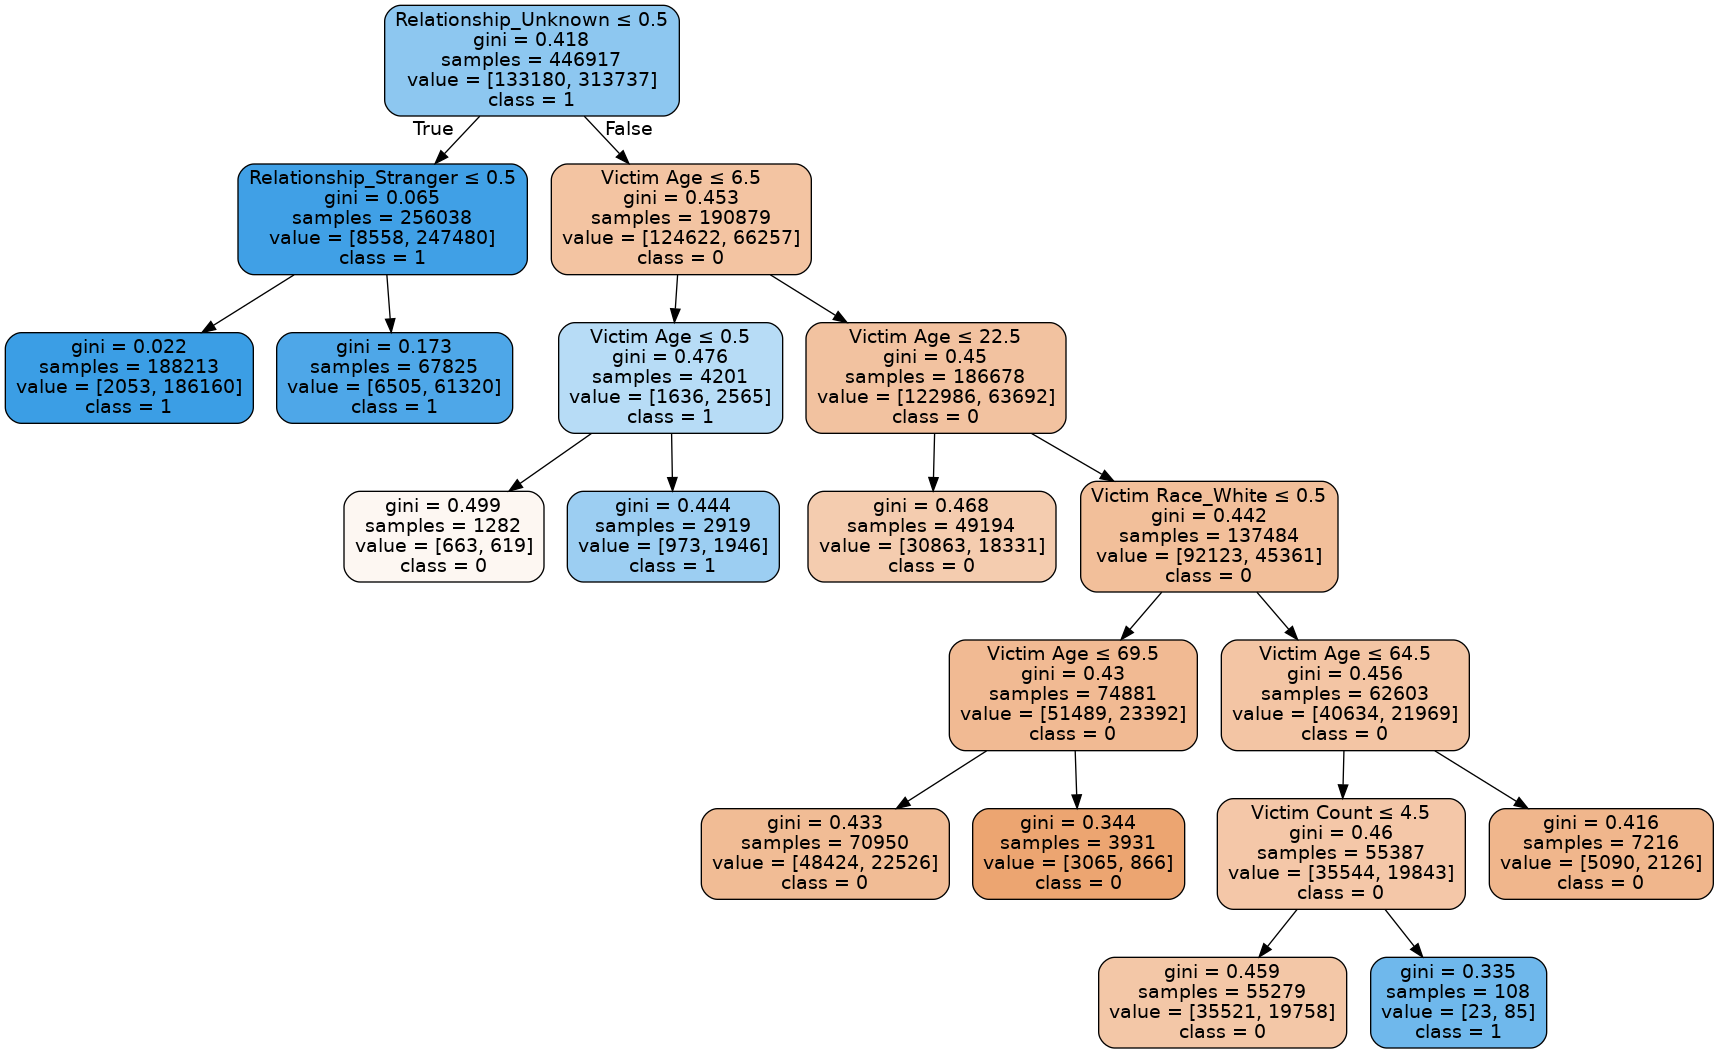 Relationship_Unknown ≤ 0.5
gini = 0.418
samples = 446917
value = [133180, 313737]
class = 1
True
False
Relationship_Stranger ≤ 0.5
gini = 0.065
samples = 256038
value = [8558, 247480]
class = 1
Victim Age ≤ 6.5
gini = 0.453
samples = 190879
value = [124622, 66257]
class = 0
gini = 0.022
samples = 188213
value = [2053, 186160]
class = 1
gini = 0.173
samples = 67825
value = [6505, 61320]
class = 1
Victim Age ≤ 0.5
gini = 0.476
samples = 4201
value = [1636, 2565]
class = 1
Victim Age ≤ 22.5
gini = 0.45
samples = 186678
value = [122986, 63692]
class = 0
gini = 0.499
samples = 1282
value = [663, 619]
class = 0
gini = 0.444
samples = 2919
value = [973, 1946]
class = 1
gini = 0.468
samples = 49194
value = [30863, 18331]
class = 0
Victim Race_White ≤ 0.5
gini = 0.442
samples = 137484
value = [92123, 45361]
class = 0
Victim Age ≤ 69.5
gini = 0.43
samples = 74881
value = [51489, 23392]
class = 0
Victim Age ≤ 64.5
gini = 0.456
samples = 62603
value = [40634, 21969]
class = 0
gini = 0.433
samples = 70950
value = [48424, 22526]
class = 0
gini = 0.344
samples = 3931
value = [3065, 866]
class = 0
Victim Count ≤ 4.5
gini = 0.46
samples = 55387
value = [35544, 19843]
class = 0
gini = 0.416
samples = 7216
value = [5090, 2126]
class = 0
gini = 0.459
samples = 55279
value = [35521, 19758]
class = 0
gini = 0.335
samples = 108
value = [23, 85]
class = 1